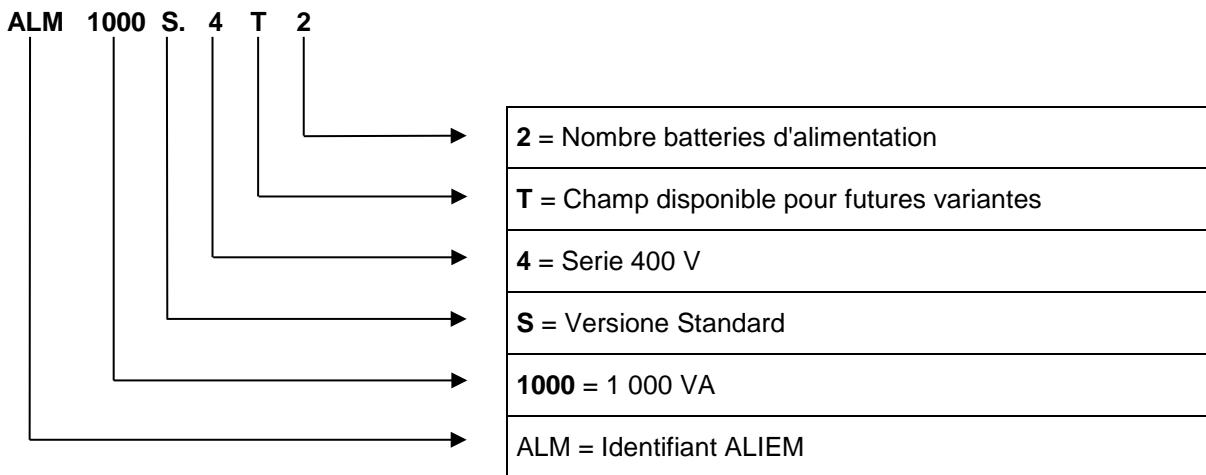 ALM 1000 S. 4 T 2
2 = Nombre batteries d'alimentation
T = Champ disponible pour futures variantes
4 = Serie 400 V
S = Versione Standard
1000 = 1 000 VA
ALM = Identifiant ALIEM